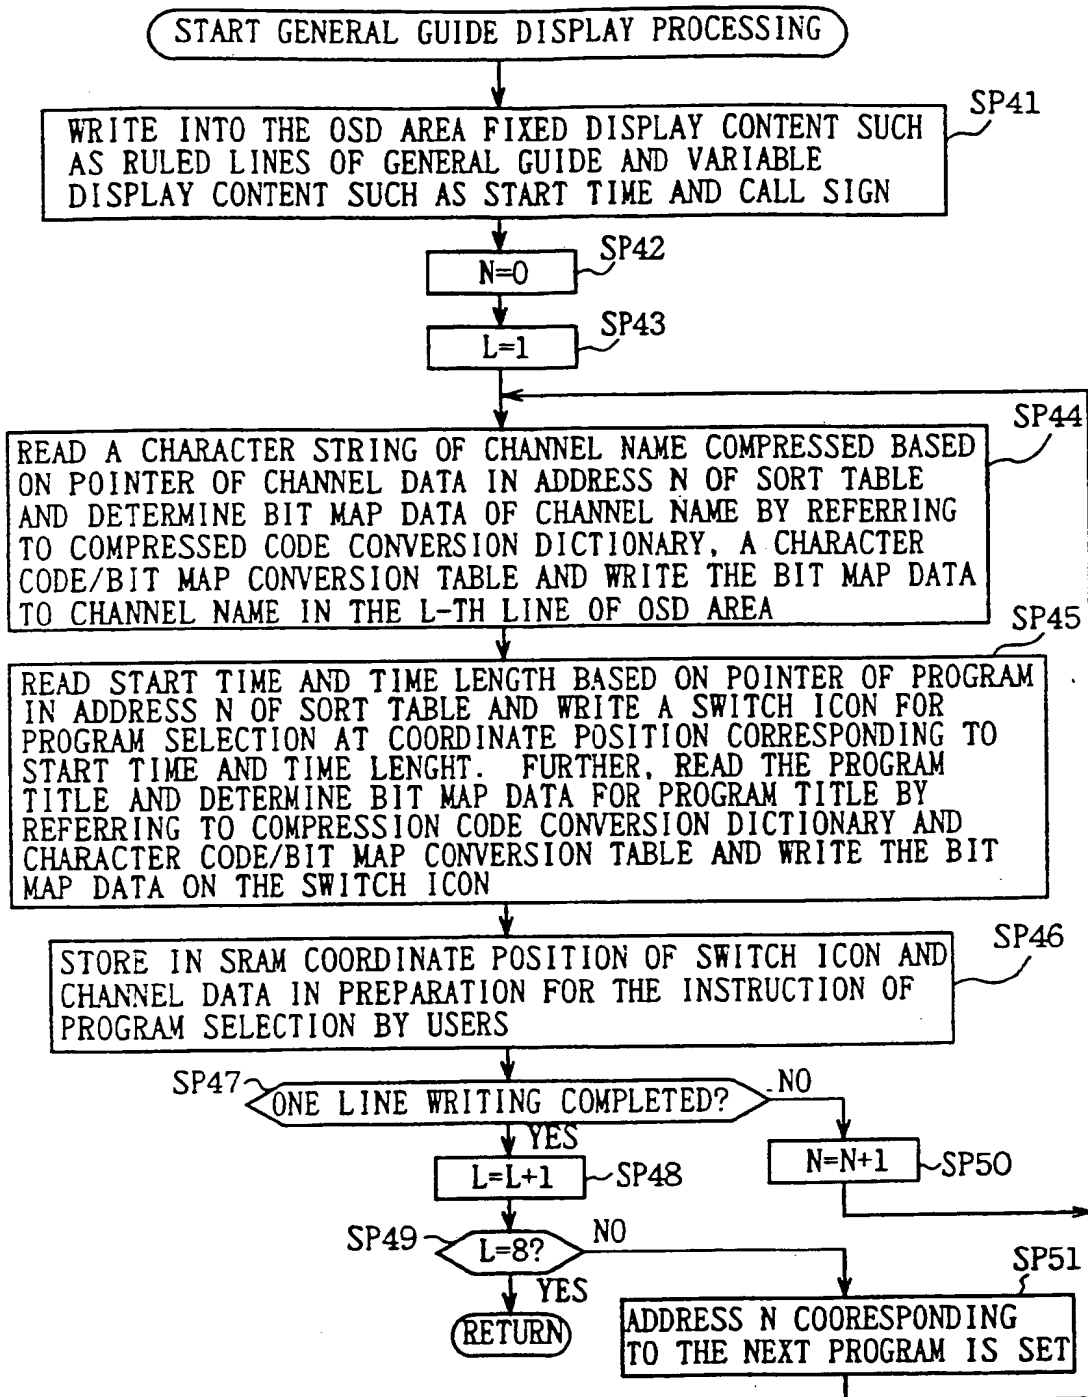 START GENERAL GUIDE DISPLAY PROCESSING
SP41
WRITE INTO THE OSD AREA FIXED DISPLAY CONTENT SUCH
AS RULED LINES OF GENERAL GUIDE AND VARIABLE
DISPLAY CONTENT SUCH AS START TIME AND CALL SIGN
SP42
N=0
SP43
L=1
SP44
READ A CHARACTER STRING OF CHANNEL NAME COMPRESSED BASED
ON POINTER OF CHANNEL DATA IN ADDRESS N OF SORT TABLE
AND DETERMINE BIT MAP DATA OF CHANNEL NAME BY REFERRING
TO COMPRESSED CODE CONVERSION DICTIONARY, A CHARACTER
CODE/BIT MAP CONVERSION TABLE AND WRITE THE BIT MAP DATA
TO CHANNEL NAME IN THE L-TH LINE OF OSD AREA
SP45
READ START TIME AND TIME LENGTH BASED ON POINTER OF PROGRAM
IN ADDRESS N OF SORT TABLE AND WRITE A SWITCH ICON FOR
PROGRAM SELECTION AT COORDINATE POSITION CORRESPONDING TO
START TIME AND TIME LENGHT. FURTHER, READ THE PROGRAM
TITLE AND DETERMINE BIT MAP DATA FOR PROGRAM TITLE BY
REFERRING TO COMPRESSION CODE CONVERSION DICTIONARY AND
CHARACTER CODE/BIT MAP CONVERSION TABLE AND WRITE THE BIT
MAP DATA ON THE SWITCH ICON
SP46
STORE IN SRAM COORDINATE POSITION OF SWITCH ICON AND
CHANNEL DATA IN PREPARATION FOR THE INSTRUCTION OF
PROGRAM SELECTION BY USERS
SP47
ONE LINE WRITING COMPLETED?
NO
YES
N=N+1
SP50
L=L+1
SP48
SP49
L=8?
NO
YES
RETURN
SP51
ADDRESS N COORESPONDING
TO THE NEXT PROGRAM IS SET